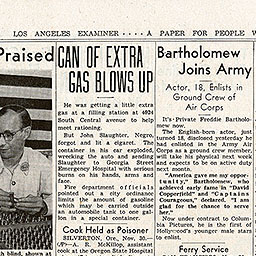 LOS ANGELES EXAMINER . . . . A PAPER FOR PEOPLE W
Praised
CAN OF EXTRA
GAS BLOWS UP
He was getting a little extra
gas at a filling station at 4924
South Central avenue to help
meet rationing.
But John Slaughter, Negro,
forgot and lit a cigaret. The
container in his car exploded,
wrecking the auto and sending
Slaughter to Georgia Street
Emergency Hospital with serious
burns on his hands, arms and
face.
Fire department officials
pointed out a city ordinance
limits the amount of gasoline
which may be carried outside
an automobile tank to one gal-
lon in a special container.
Cook Held as Poisoner
SILVERTON, Ore., Nov. 20.—
(P)—A. R. McKillop, assistant
cook at the Oregon State Hospital
th blind, shown at
Bartholomew
Joins Army
Actor, 18, Enlists in
Ground Crew of
Air Corps
It's Private Freddie Bartholo-
mew now.
The English-born actor, just
turned 18, disclosed yesterday he
had enlisted in the Army Air
Corps as a ground crew member,
will take his physical next week
and expects to be on active duty
next month.
"America gave me my oppor-
tunity," Bartholomew, who
achieved early fame in "David
Copperfield" and "Captains
Courageous," declared. "I am
glad for the chance to serve
her."
Now under contract to Colum-
bia Pictures, he is the first of
Hollywood's younger male stars
to enlist.
Ferry Service